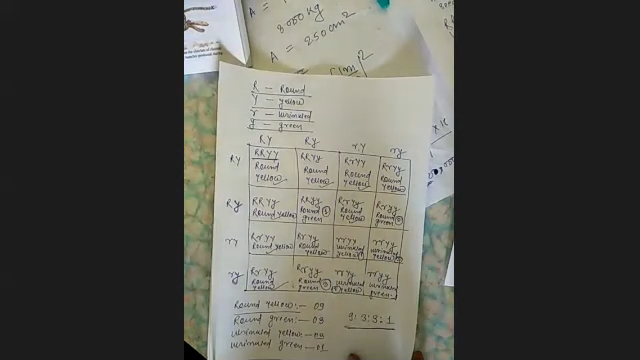 8000 Kg
A = 250 cm²
R — Round
Y — yellow
r — wrinkled
y — green
RY Ry rY ry
RY RRYY RRYy RrYY RrYy
Round yellow Round yellow Round yellow Round yellow
Ry RRYy RRyy RrYy Rryy
Round yellow Round green Round yellow Round green
rY RrYY RrYy rrYY rrYy
Round yellow Round yellow wrinkled yellow wrinkled yellow
ry RrYy Rryy rrYy rryy
Round yellow Round green wrinkled yellow wrinkled green
Round yellow:— 09
Round green:— 03
wrinkled yellow:— 03
wrinkled green — 01
9:3:3:1